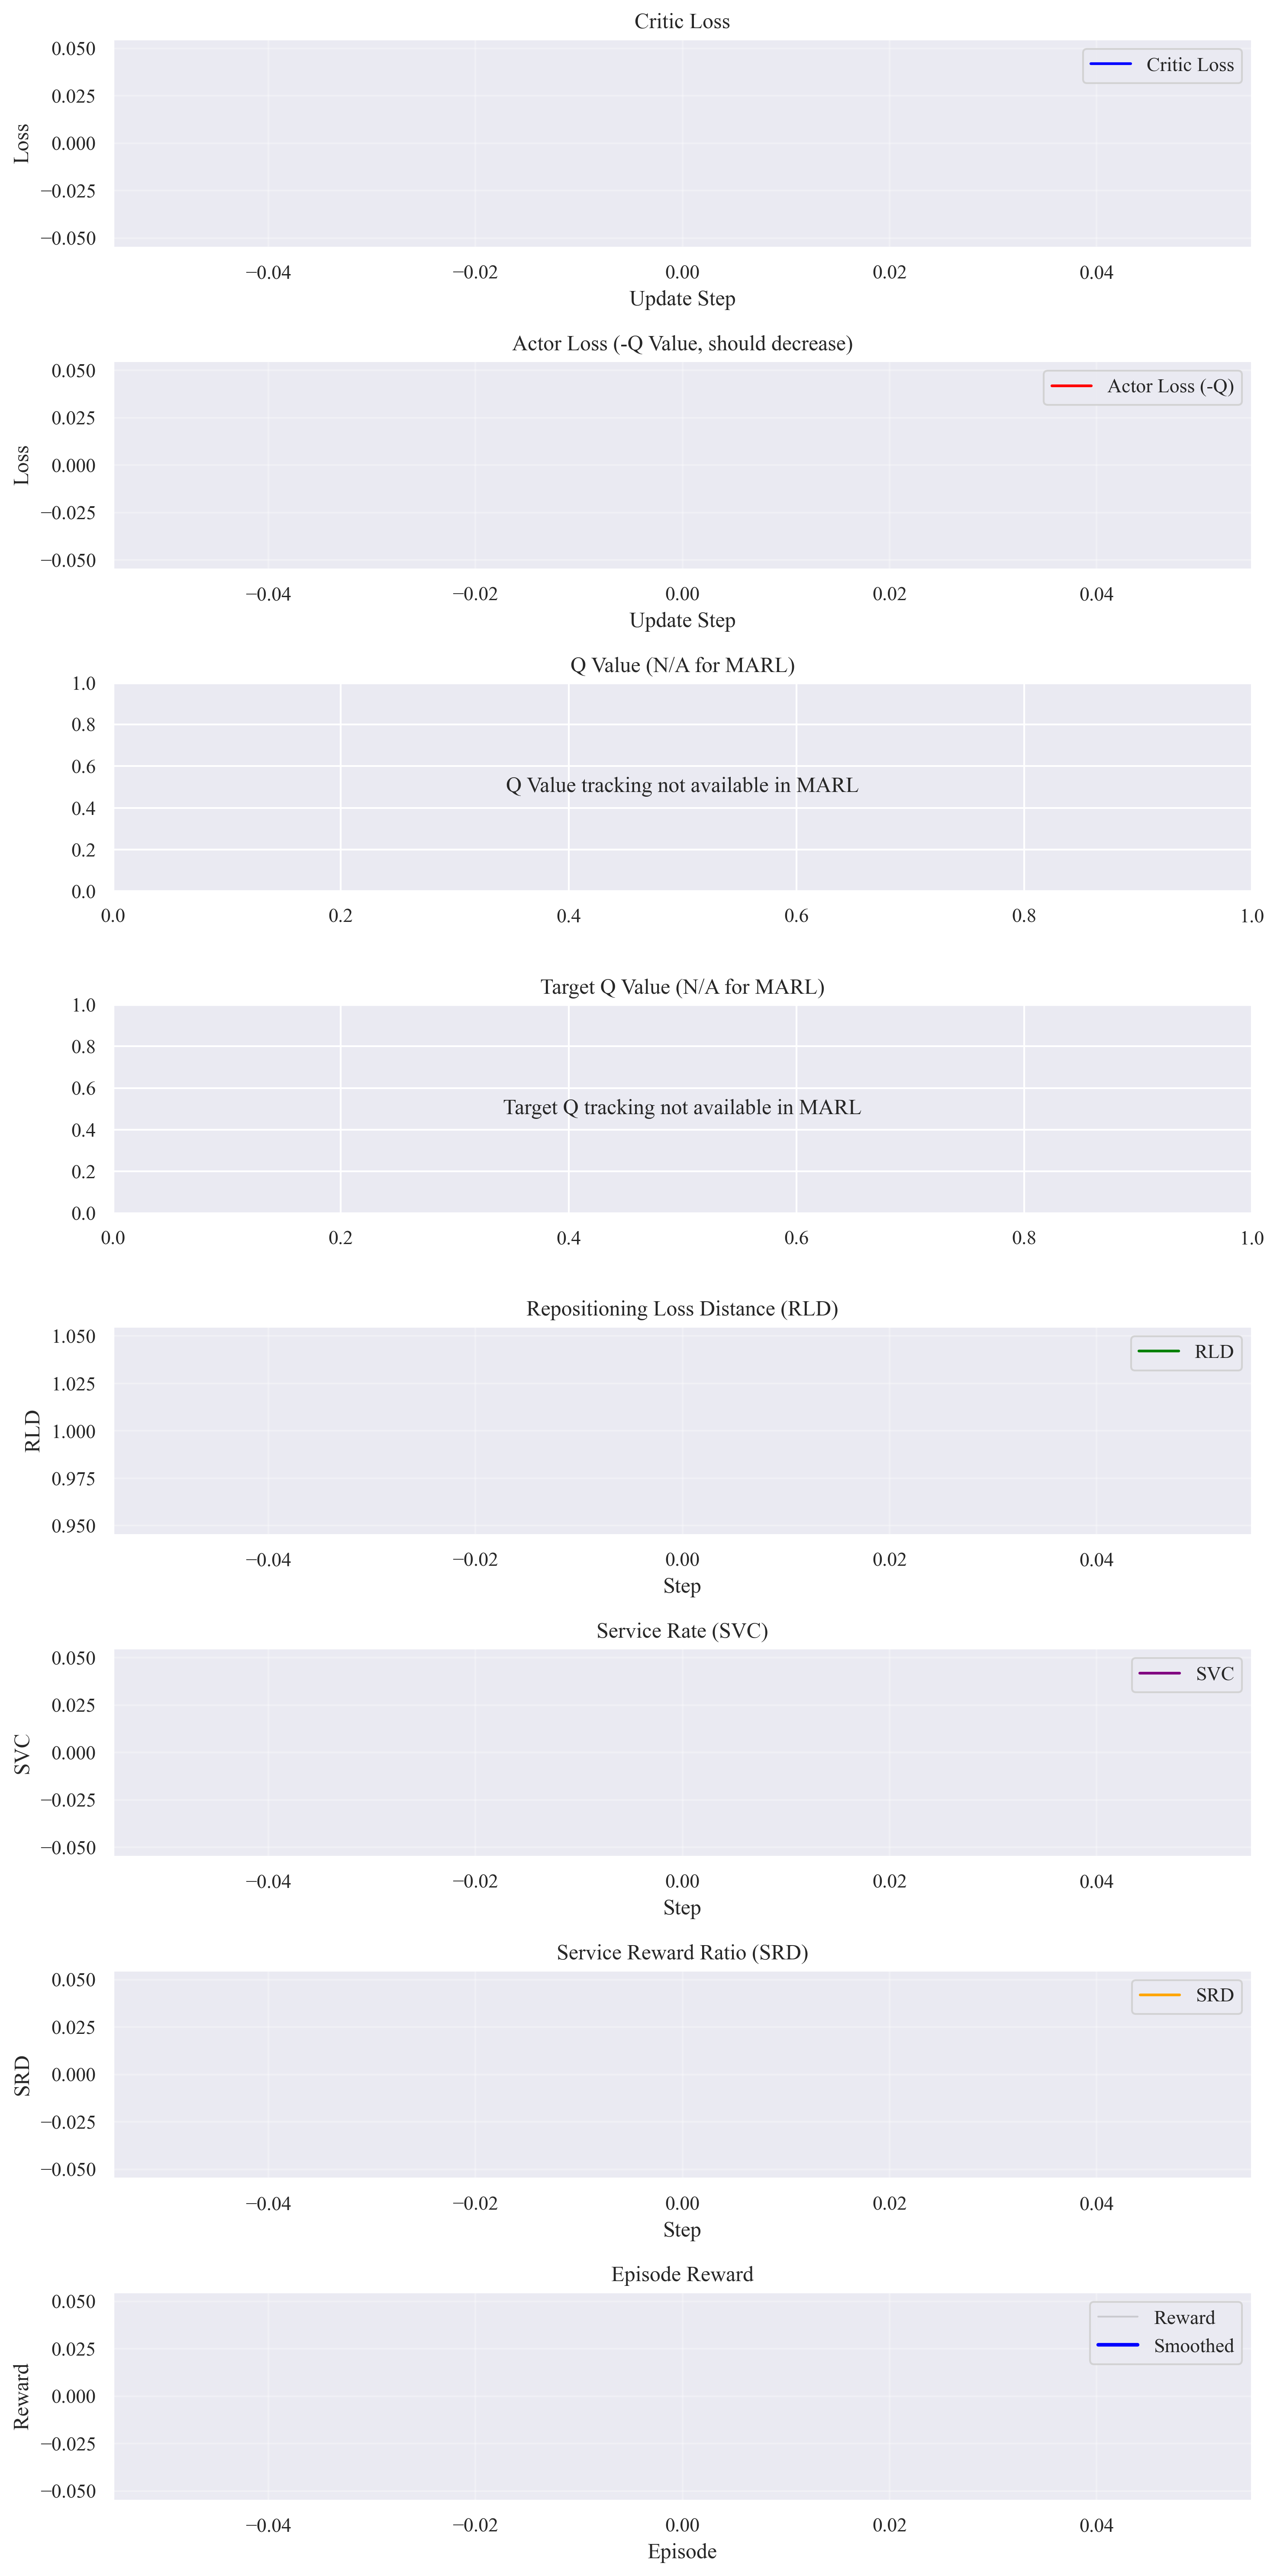 Critic Loss
0.050
0.025
0.000
−0.025
−0.050
Loss
Critic Loss
−0.04 −0.02 0.00 0.02 0.04
Update Step
Actor Loss (-Q Value, should decrease)
0.050
0.025
0.000
−0.025
−0.050
Loss
Actor Loss (-Q)
−0.04 −0.02 0.00 0.02 0.04
Update Step
Q Value (N/A for MARL)
1.0
0.8
0.6
0.4
0.2
0.0
Q Value tracking not available in MARL
0.0 0.2 0.4 0.6 0.8 1.0
Target Q Value (N/A for MARL)
1.0
0.8
0.6
0.4
0.2
0.0
Target Q tracking not available in MARL
0.0 0.2 0.4 0.6 0.8 1.0
Repositioning Loss Distance (RLD)
1.050
1.025
1.000
0.975
0.950
RLD
RLD
−0.04 −0.02 0.00 0.02 0.04
Step
Service Rate (SVC)
0.050
0.025
0.000
−0.025
−0.050
SVC
SVC
−0.04 −0.02 0.00 0.02 0.04
Step
Service Reward Ratio (SRD)
0.050
0.025
0.000
−0.025
−0.050
SRD
SRD
−0.04 −0.02 0.00 0.02 0.04
Step
Episode Reward
0.050
0.025
0.000
−0.025
−0.050
Reward
Reward
Smoothed
−0.04 −0.02 0.00 0.02 0.04
Episode